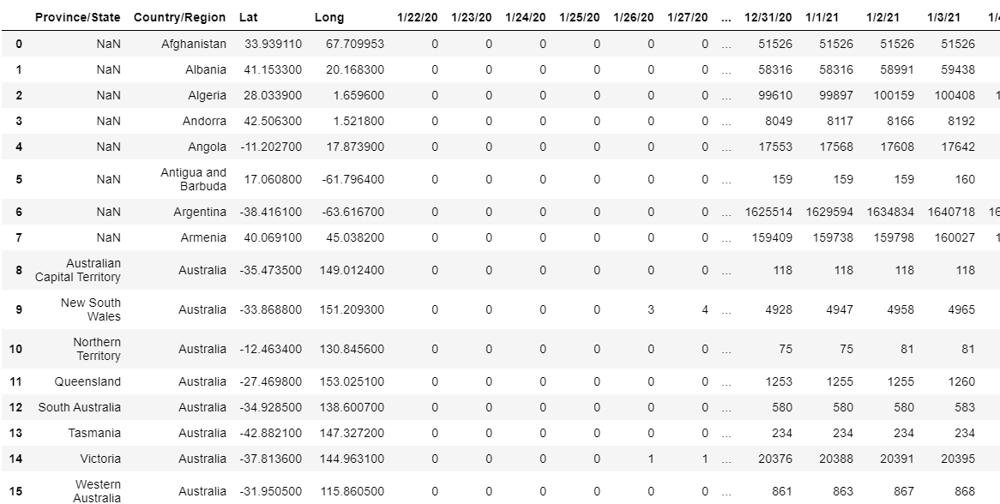 Province/State Country/Region Lat Long 1/22/20 1/23/20 1/24/20 1/25/20 1/26/20 1/27/20 ... 12/31/20 1/1/21 1/2/21 1/3/21 1/4
0 NaN Afghanistan 33.939110 67.709953 0 0 0 0 0 0 ... 51526 51526 51526 51526
1 NaN Albania 41.153300 20.168300 0 0 0 0 0 0 ... 58316 58316 58991 59438
2 NaN Algeria 28.033900 1.659600 0 0 0 0 0 0 ... 99610 99897 100159 100408 1
3 NaN Andorra 42.506300 1.521800 0 0 0 0 0 0 ... 8049 8117 8166 8192
4 NaN Angola -11.202700 17.873900 0 0 0 0 0 0 ... 17553 17568 17608 17642
Antigua and
5 NaN Barbuda 17.060800 -61.796400 0 0 0 0 0 0 ... 159 159 159 160
6 NaN Argentina -38.416100 -63.616700 0 0 0 0 0 0 ... 1625514 1629594 1634834 1640718 16
7 NaN Armenia 40.069100 45.038200 0 0 0 0 0 0 ... 159409 159738 159798 160027 1
Australian
8 Capital Territory Australia -35.473500 149.012400 0 0 0 0 0 0 ... 118 118 118 118
New South
9 Wales Australia -33.868800 151.209300 0 0 0 0 3 4 ... 4928 4947 4958 4965
Northern
10 Territory Australia -12.463400 130.845600 0 0 0 0 0 0 ... 75 75 81 81
11 Queensland Australia -27.469800 153.025100 0 0 0 0 0 0 ... 1253 1255 1255 1260
12 South Australia Australia -34.928500 138.600700 0 0 0 0 0 0 ... 580 580 580 583
13 Tasmania Australia -42.882100 147.327200 0 0 0 0 0 0 ... 234 234 234 234
14 Victoria Australia -37.813600 144.963100 0 0 0 0 1 1 ... 20376 20388 20391 20395
Western
15 Australia Australia -31.950500 115.860500 0 0 0 0 0 0 ... 861 863 867 868